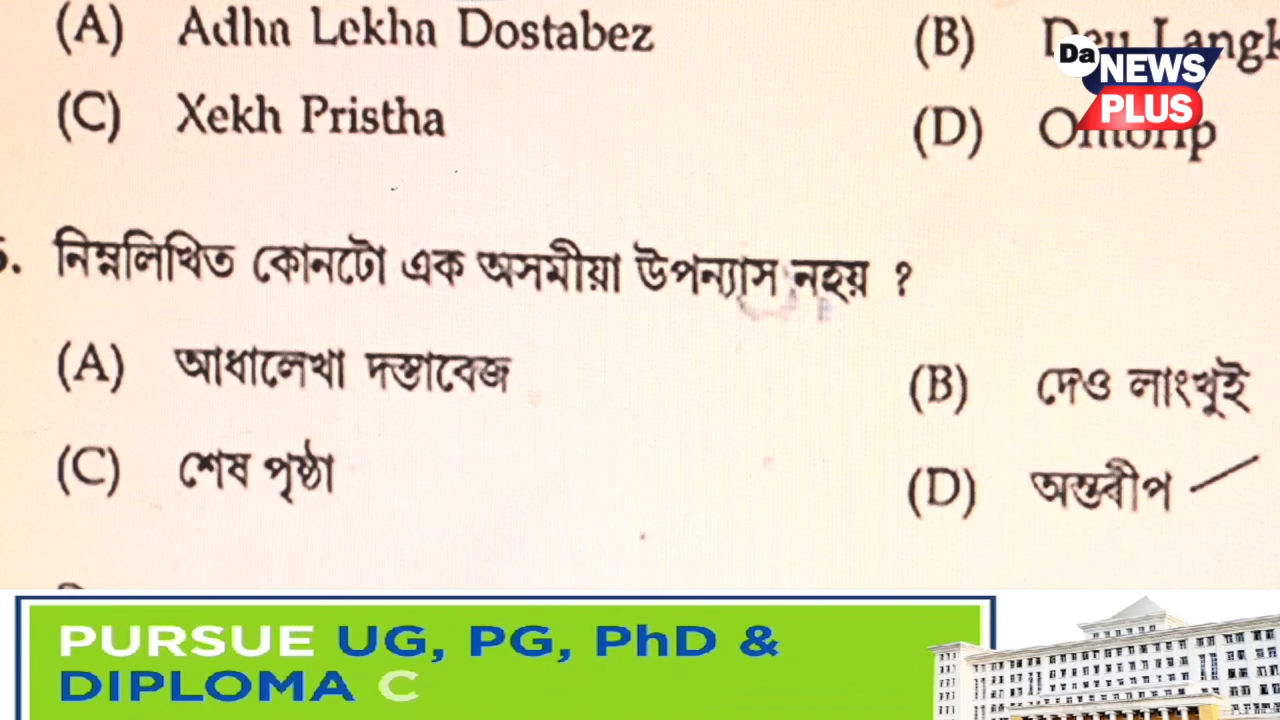 (A) Adha Lekha Dostabez (B)
(C) Xekh Pristha (D)
Da NEWS PLUS
নিম্নলিখিত কোনটো এক অসমীয়া উপন্যাস নহয় ?
(A) আধালেখা দস্তাবেজ (B) দেও লাংখুই
(C) শেষ পৃষ্ঠা (D) অন্তৰীপ
PURSUE UG, PG, PhD &
DIPLOMA C